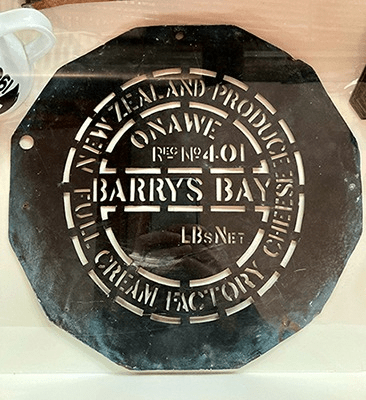 NEW ZEALAND PRODUCE
ONAWE
REG NO 401
BARRYS BAY
LBS NET
FULL CREAM FACTORY CHEESE